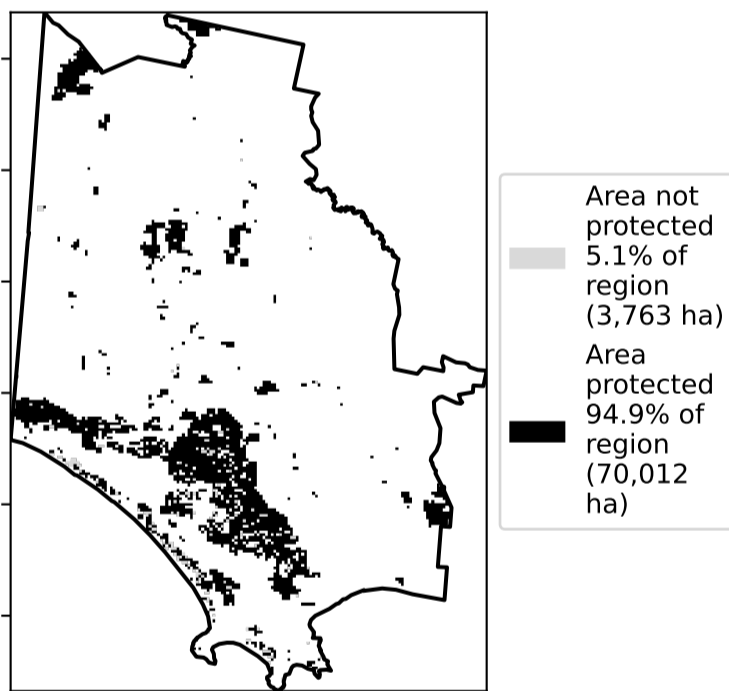 Area not
protected
5.1% of
region
(3,763 ha)
Area
protected
94.9% of
region
(70,012
ha)